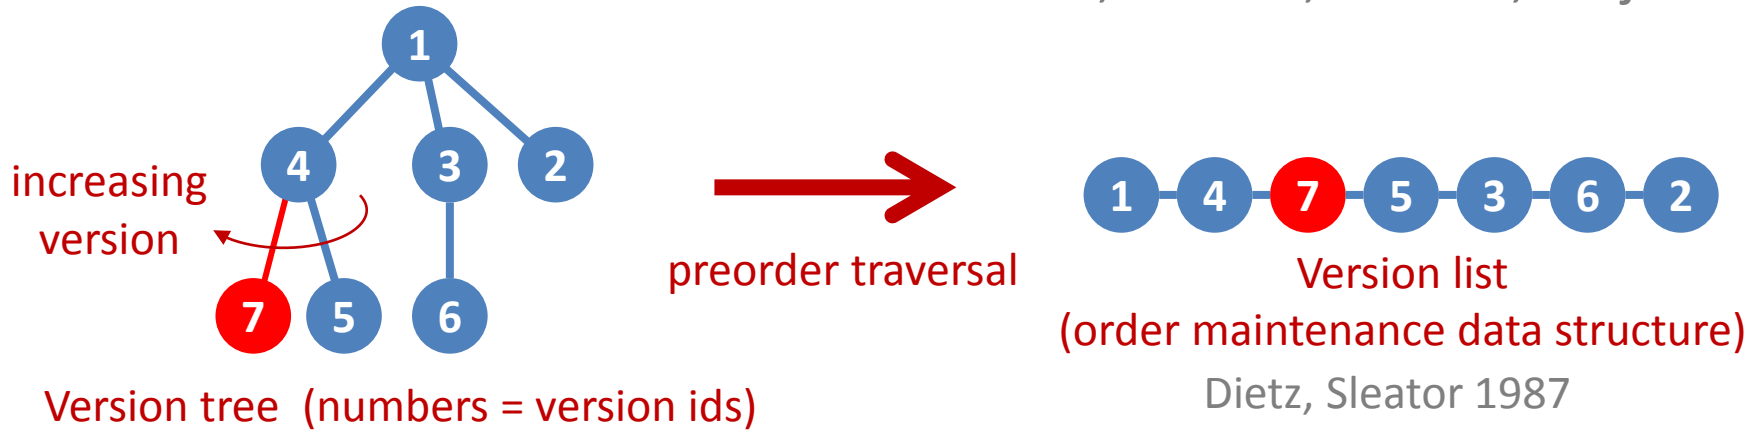 1
4 3 2
increasing
version
7 5 6
Version tree (numbers = version ids)
preorder traversal
1 4 7 5 3 6 2
Version list
(order maintenance data structure)
Dietz, Sleator 1987